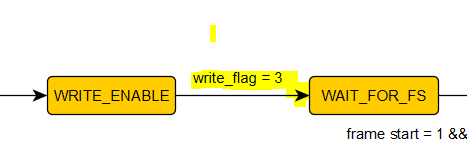 write_flag = 3
WRITE_ENABLE
WAIT_FOR_FS
frame start = 1 &&